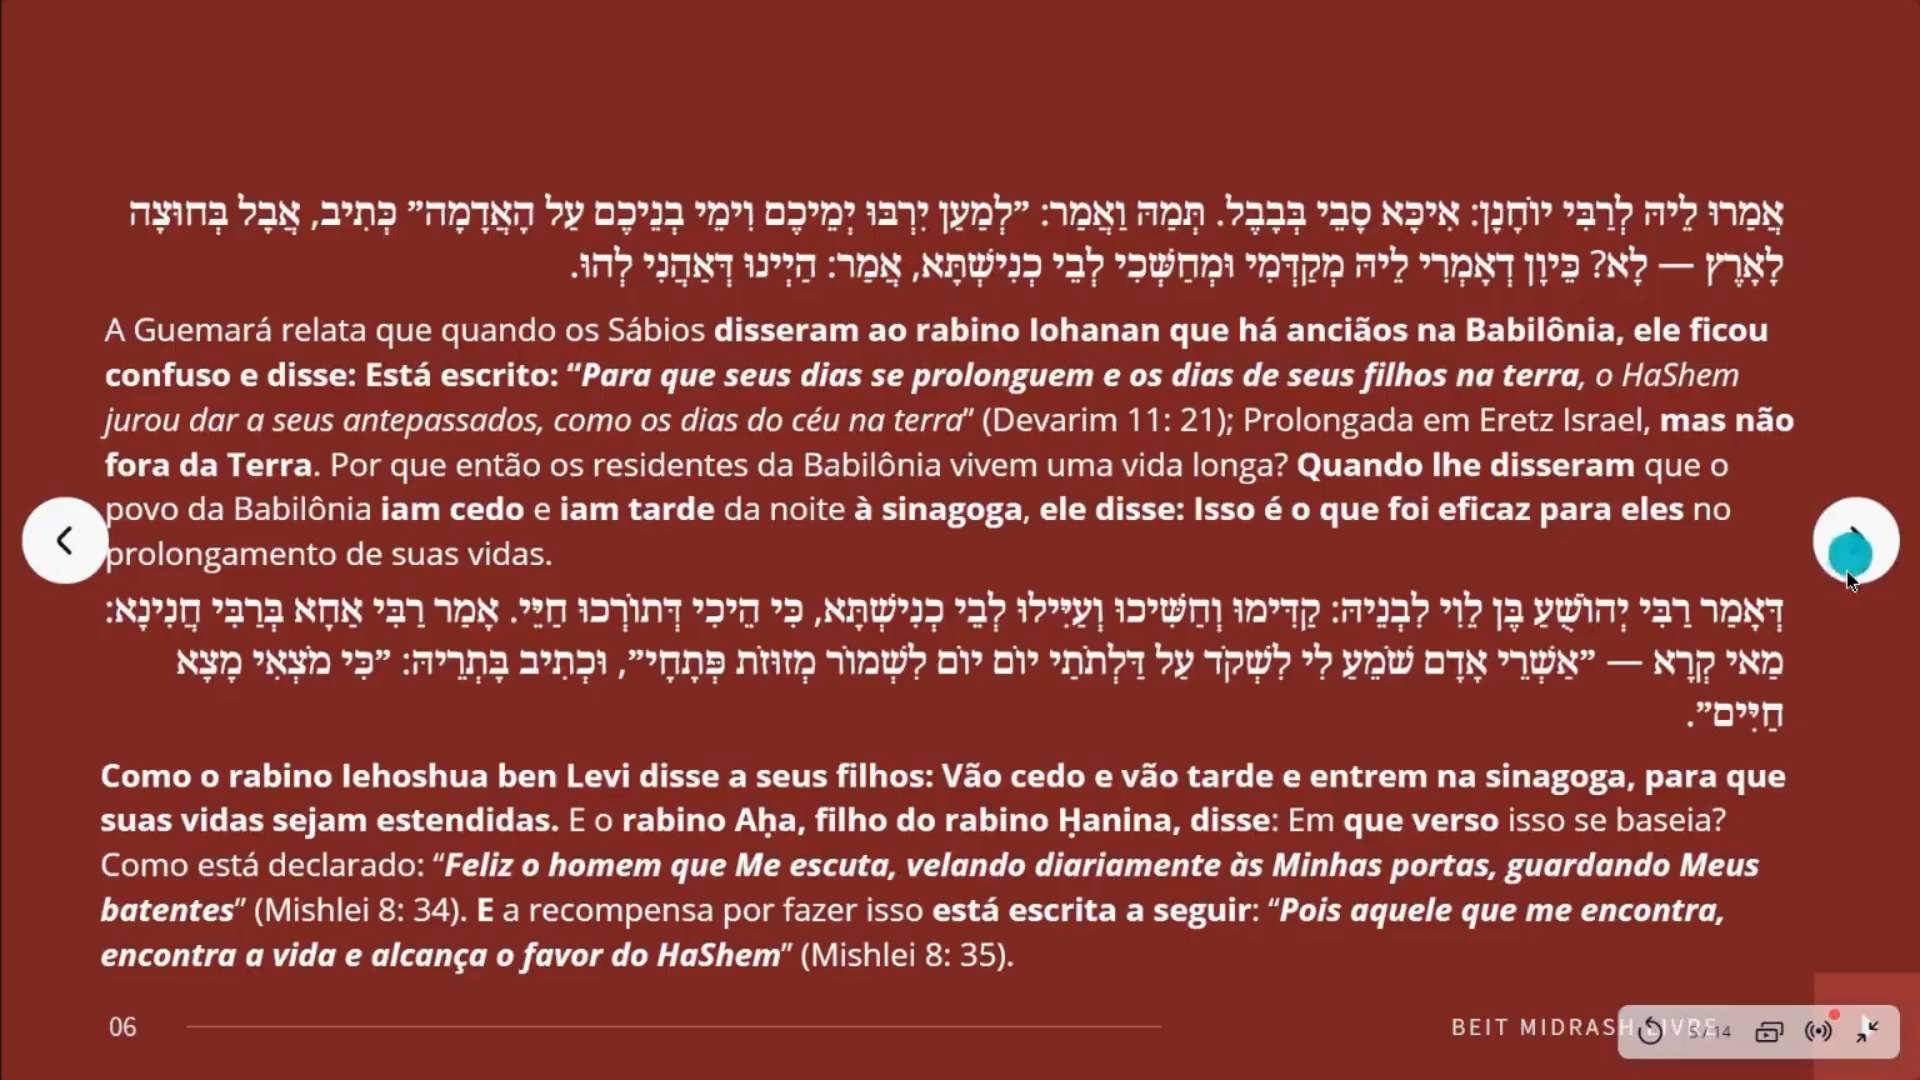 אֲמַרוּ לֵיהּ לְרַבִּי יוֹחָנָן: אִיכָּא סָבֵי בְּבָבֶל. תְּמַהּ וַאֲמַר: ״לְמַעַן יִרְבּוּ יְמֵיכֶם וִימֵי בְנֵיכֶם עַל הָאֲדָמָה״ כְּתִיב, אֲבָל בְּחוּצָה
לָאָרֶץ — לָא? כֵּיוָן דְאָמְרִי לֵיהּ מְקַדְּמִי וּמְחַשְּׁכִי לְבֵי כְנִישְׁתָּא, אֲמַר: הַיְינוּ דְּאַהֲנִי לְהוּ.
A Guemará relata que quando os Sábios disseram ao rabino Iohanan que há anciãos na Babilônia, ele ficou
confuso e disse: Está escrito: “Para que seus dias se prolonguem e os dias de seus filhos na terra, o HaShem
jurou dar a seus antepassados, como os dias do céu na terra” (Devarim 11: 21); Prolongada em Eretz Israel, mas não
fora da Terra. Por que então os residentes da Babilônia vivem uma vida longa? Quando lhe disseram que o
povo da Babilônia iam cedo e iam tarde da noite à sinagoga, ele disse: Isso é o que foi eficaz para eles no
prolongamento de suas vidas.
דְּאָמַר רַבִּי יְהוֹשֻׁעַ בֶּן לֵוִי לִבְנֵיהּ: קַדִּימוּ וְחַשִּׁיכוּ וְעַיִּילוּ לְבֵי כְנִישְׁתָּא, כִּי הֵיכִי דְּתוֹרְכוּ חַיֵּי. אָמַר רַבִּי אַחָא בְּרַבִּי חֲנִינָא:
מַאי קְרָא — ״אַשְׁרֵי אָדָם שֹׁמֵעַ לִי לִשְׁקֹד עַל דַּלְתֹתַי יוֹם יוֹם לִשְׁמוֹר מְזוּזֹת פְּתָחָי״, וּכְתִיב בָּתְרֵיהּ: ״כִּי מֹצְאִי מָצָא
חַיִּים״.
Como o rabino Iehoshua ben Levi disse a seus filhos: Vão cedo e vão tarde e entrem na sinagoga, para que
suas vidas sejam estendidas. E o rabino Aḥa, filho do rabino Ḥanina, disse: Em que verso isso se baseia?
Como está declarado: “Feliz o homem que Me escuta, velando diariamente às Minhas portas, guardando Meus
batentes” (Mishlei 8: 34). E a recompensa por fazer isso está escrita a seguir: “Pois aquele que me encontra,
encontra a vida e alcança o favor do HaShem” (Mishlei 8: 35).
06
BEIT MIDRASH LIVRE
5 / 14